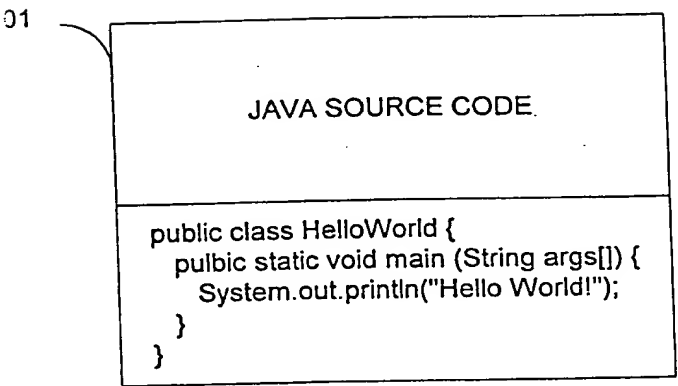 01
JAVA SOURCE CODE
public class HelloWorld {
pulbic static void main (String args[]) {
System.out.println("Hello World!");
}
}